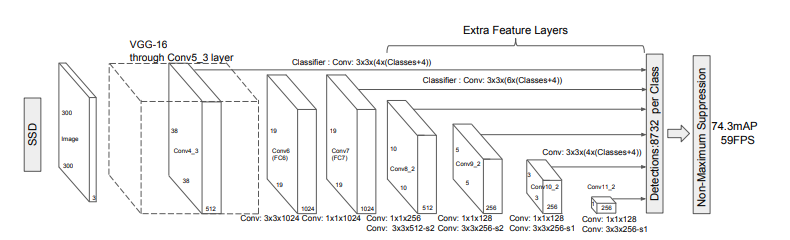 Extra Feature Layers
VGG-16
through Conv5_3 layer
Classifier : Conv: 3x3x(4x(Classes+4))
Classifier : Conv: 3x3x(6x(Classes+4))
SSD
300
Image
300
3
38
Conv4_3
38
512
19
Conv6
(FC6)
19
1024
19
Conv7
(FC7)
19
1024
10
Conv8_2
10
512
5
Conv9_2
5
256
Conv: 3x3x(4x(Classes+4))
3
Conv10_2
3
256
Conv11_2
1
256
Detections:8732 per Class
Non-Maximum Suppression
74.3mAP
59FPS
Conv: 3x3x1024
Conv: 1x1x1024
Conv: 1x1x256
Conv: 3x3x512-s2
Conv: 1x1x128
Conv: 3x3x256-s2
Conv: 1x1x128
Conv: 3x3x256-s1
Conv: 1x1x128
Conv: 3x3x256-s1